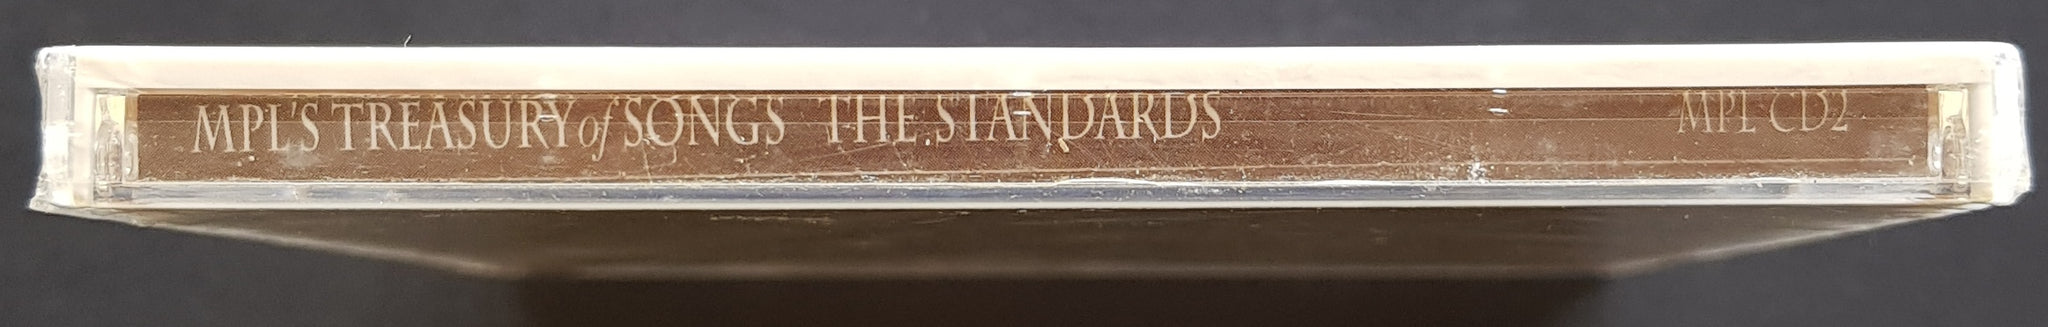 MPL'S TREASURY of SONGS THE STANDARDS MPL CD2